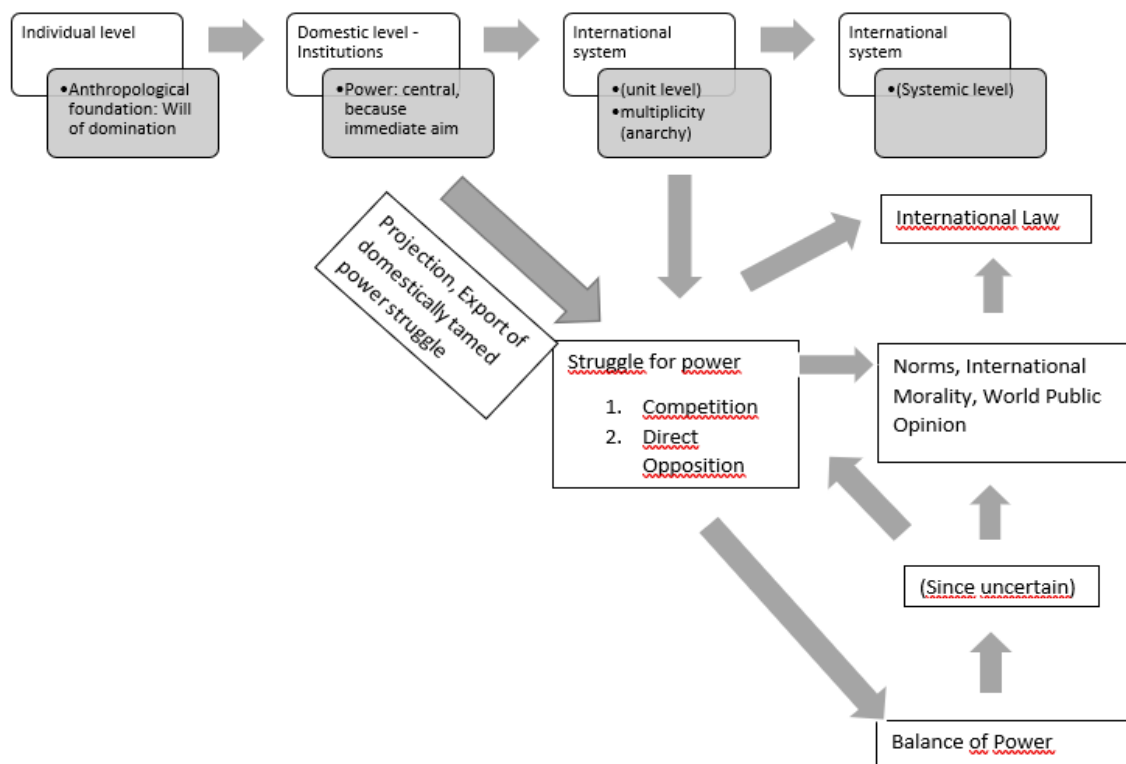 Individual level
•Anthropological
foundation: Will
of domination
Domestic level -
Institutions
•Power: central,
because
immediate aim
International
system
•(unit level)
•multiplicity
(anarchy)
International
system
•(Systemic level)
Projection, Export of
domestically tamed
power struggle
International Law
Struggle for power
1. Competition
2. Direct
Opposition
Norms, International
Morality, World Public
Opinion
(Since uncertain)
Balance of Power